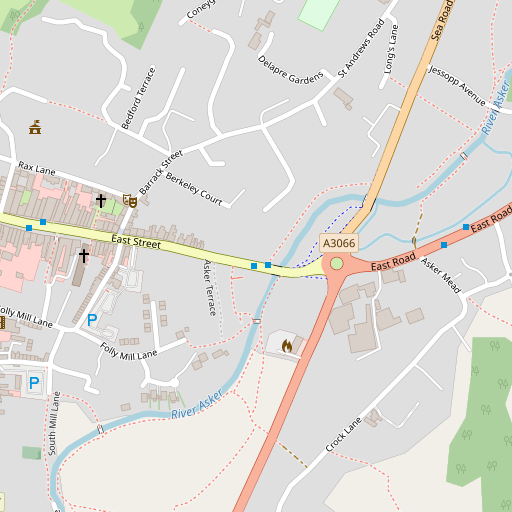 Coneyg
Sea Road
Long's Lane
St Andrews Road
Delapre Gardens
Jessopp Avenue
River Asker
Bedford Terrace
Rax Lane
Barrack Street
Berkeley Court
East Road
East Street
A3066
East Road
Asker Mead
Asker Terrace
olly Mill Lane
P
Folly Mill Lane
P
River Asker
South Mill Lane
Crock Lane